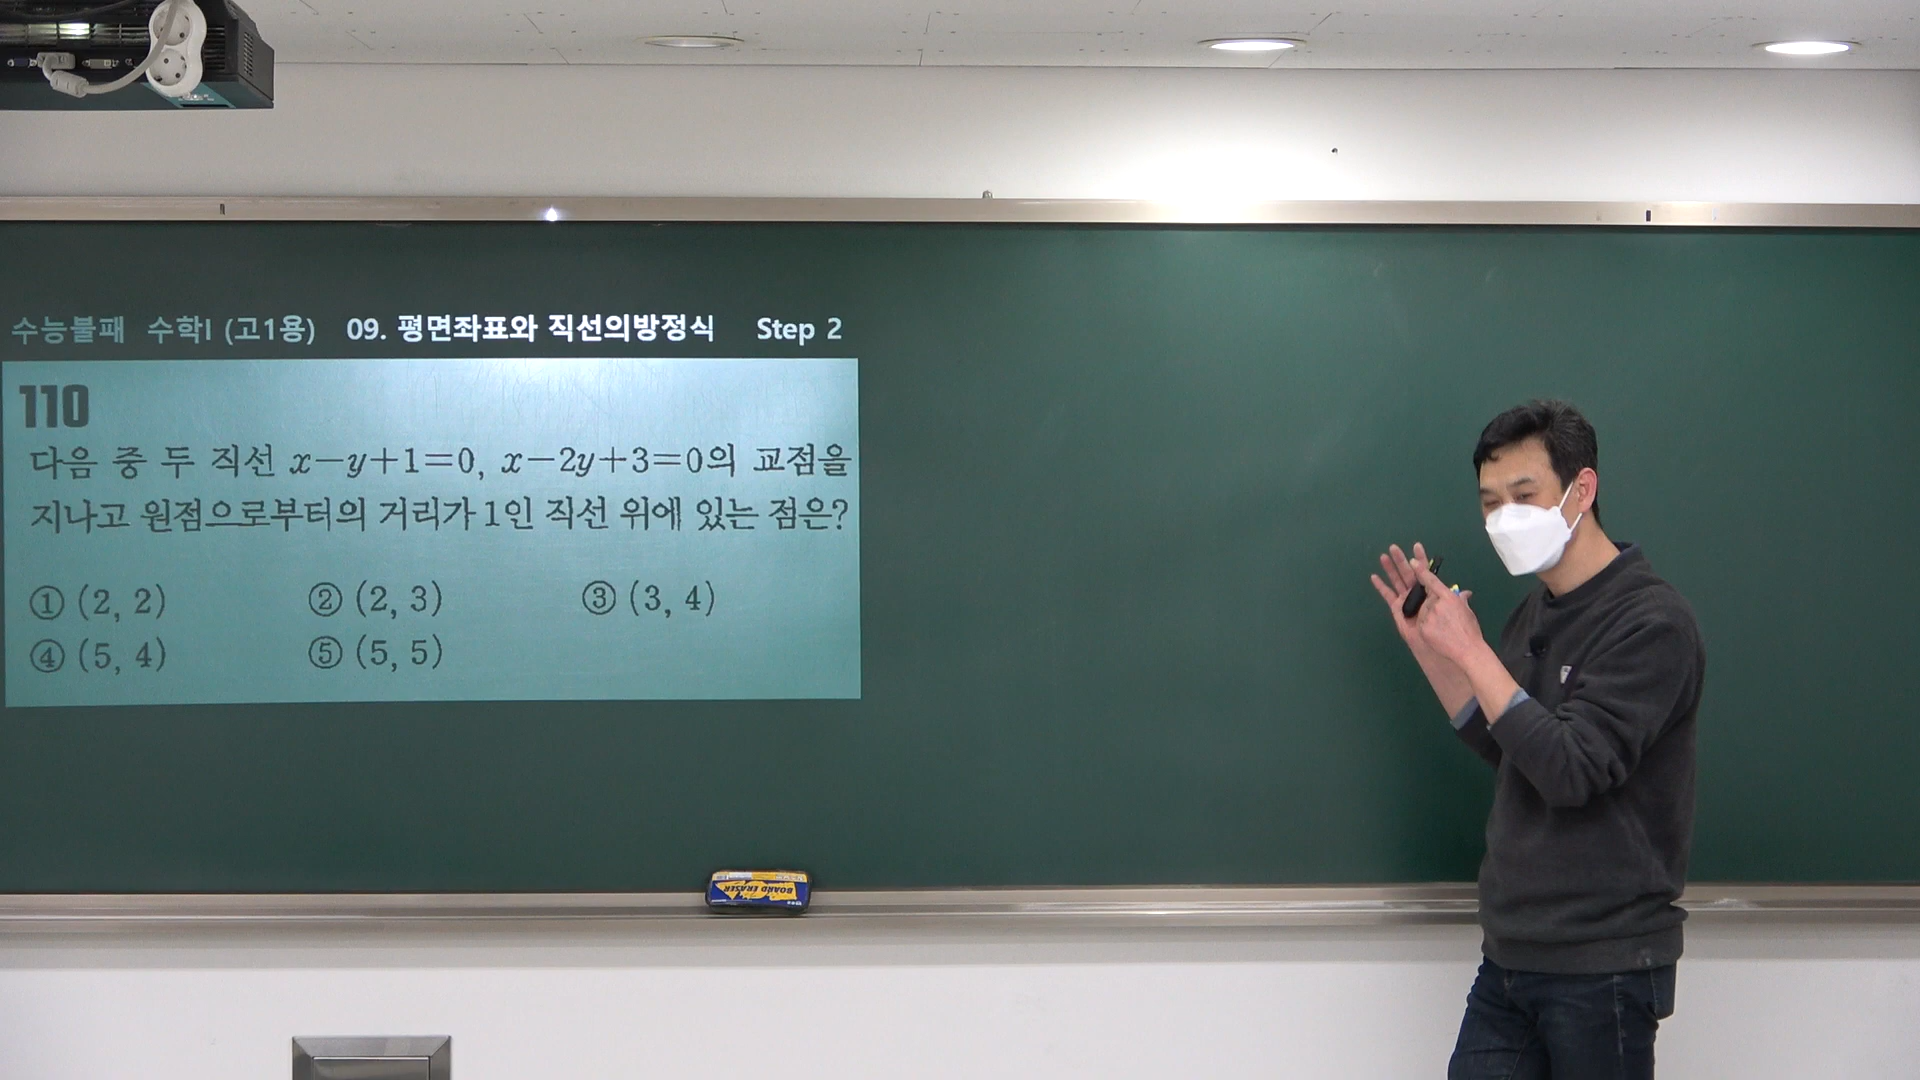 수능불패 수학I (고1용) 09. 평면좌표와 직선의방정식 Step 2
110
다음 중 두 직선 x－y＋1＝0, x－2y＋3＝0의 교점을
지나고 원점으로부터의 거리가 1인 직선 위에 있는 점은?
① (2, 2) ② (2, 3) ③ (3, 4)
④ (5, 4) ⑤ (5, 5)
BOARD ERASER